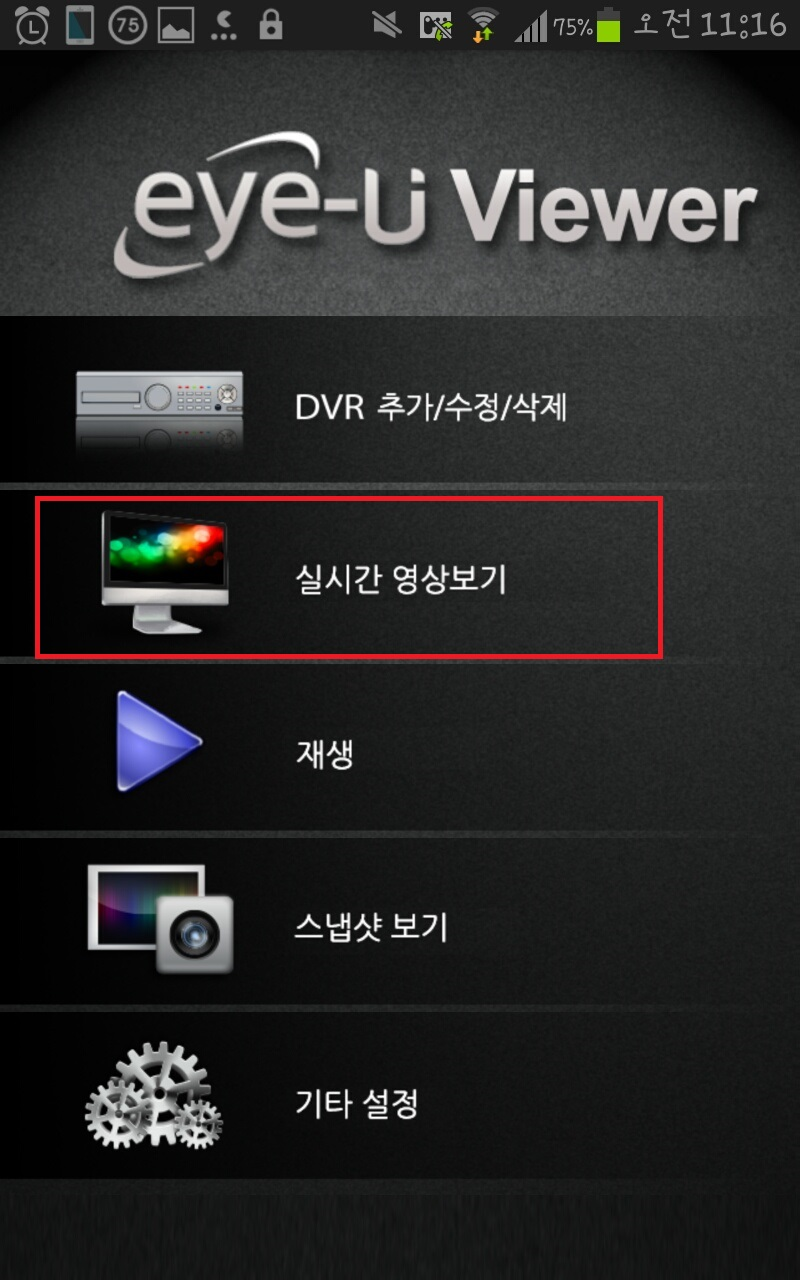 75 75% 오전 11:16
eye-U Viewer
DVR 추가/수정/삭제
실시간 영상보기
재생
스냅샷 보기
기타 설정